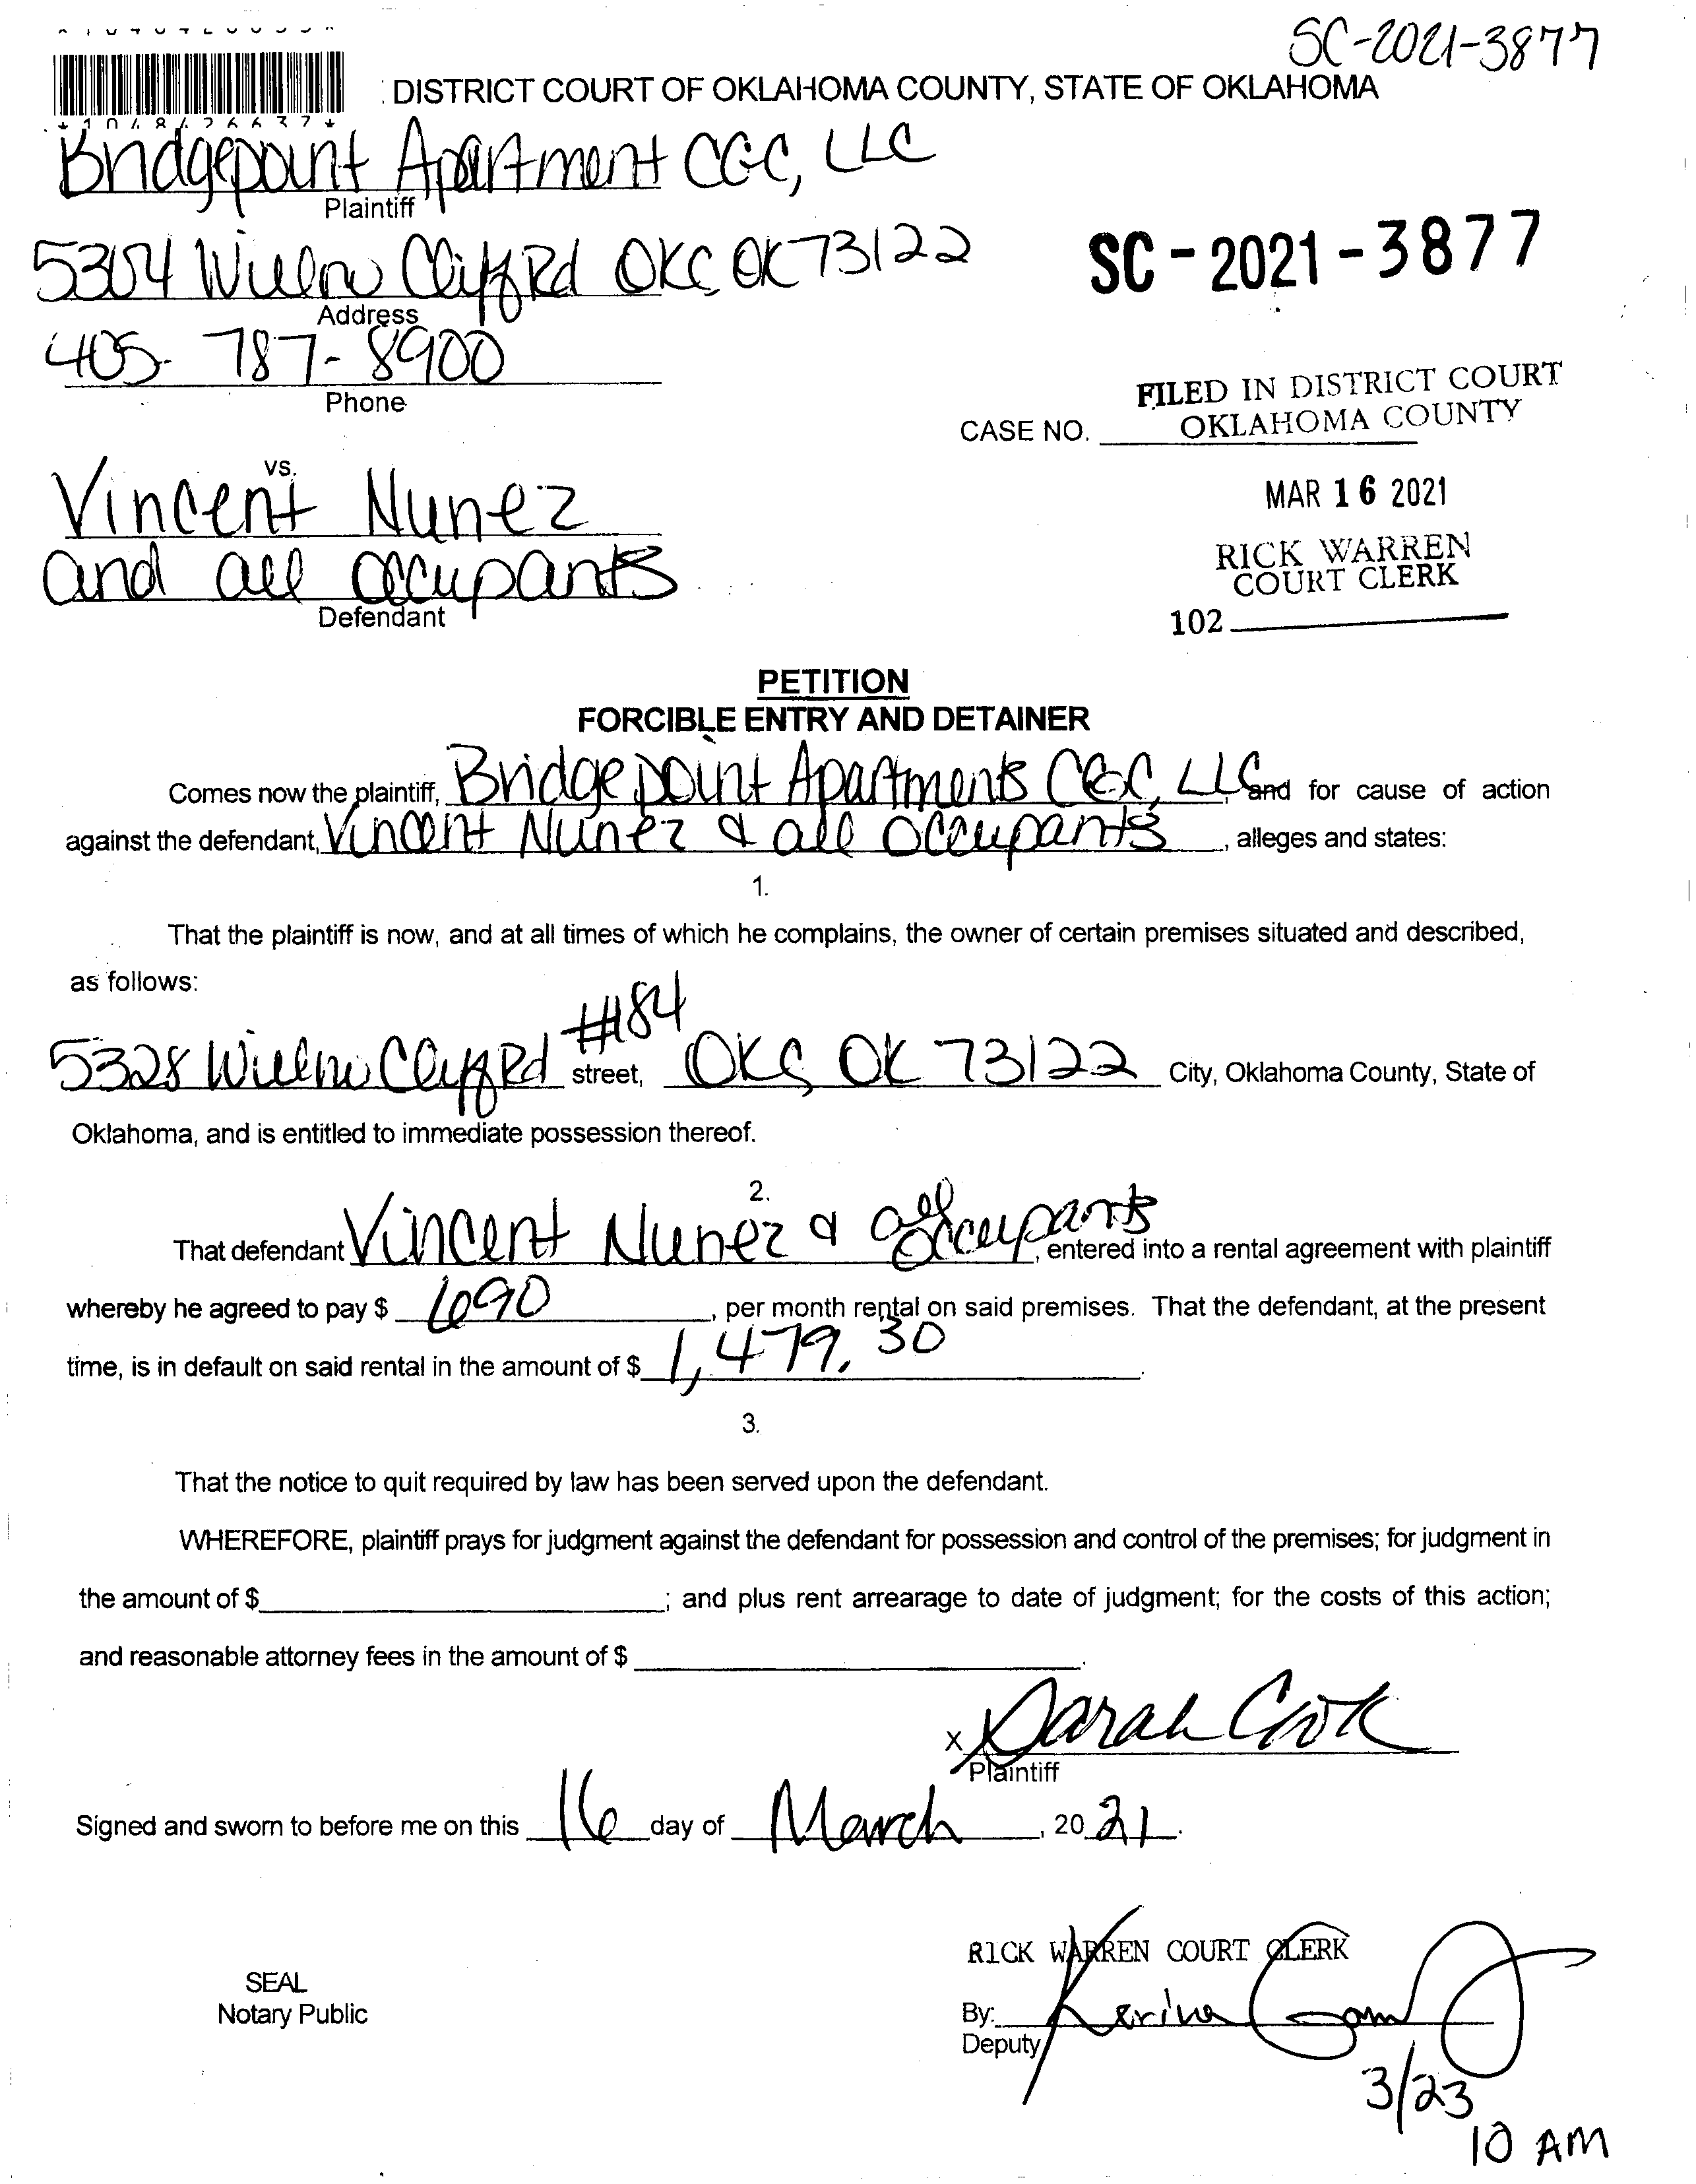 SC-2021-3877
DISTRICT COURT OF OKLAHOMA COUNTY, STATE OF OKLAHOMA
Bridgepoint Apartment CGC, LLC
Plaintiff
5304 Willow Cliff Rd OKC, OK 73122
SC-2021-3877
Address
405-787-8900
Phone
FILED IN DISTRICT COURT
CASE NO. OKLAHOMA COUNTY
vs.
Vincent Nunez
MAR 16 2021
and all occupants
RICK WARREN
COURT CLERK
Defendant
102
PETITION
FORCIBLE ENTRY AND DETAINER
Comes now the plaintiff, Bridgepoint Apartments CGC, LLC, and for cause of action
against the defendant, Vincent Nunez & all occupants, alleges and states:
1.
That the plaintiff is now, and at all times of which he complains, the owner of certain premises situated and described,
as follows:
5328 Willow Cliff Rd #184 street, OKC, OK 73122 City, Oklahoma County, State of
Oklahoma, and is entitled to immediate possession thereof.
2.
That defendant Vincent Nunez & all occupants, entered into a rental agreement with plaintiff
whereby he agreed to pay $ 690, per month rental on said premises. That the defendant, at the present
time, is in default on said rental in the amount of $ 1,479.30.
3.
That the notice to quit required by law has been served upon the defendant.
WHEREFORE, plaintiff prays for judgment against the defendant for possession and control of the premises; for judgment in
the amount of $ ; and plus rent arrearage to date of judgment; for the costs of this action;
and reasonable attorney fees in the amount of $ .
x Sarah Cook
Plaintiff
Signed and sworn to before me on this 16 day of March, 2021.
RICK WARREN COURT CLERK
SEAL
Notary Public
By:
Deputy
3/23
10 AM